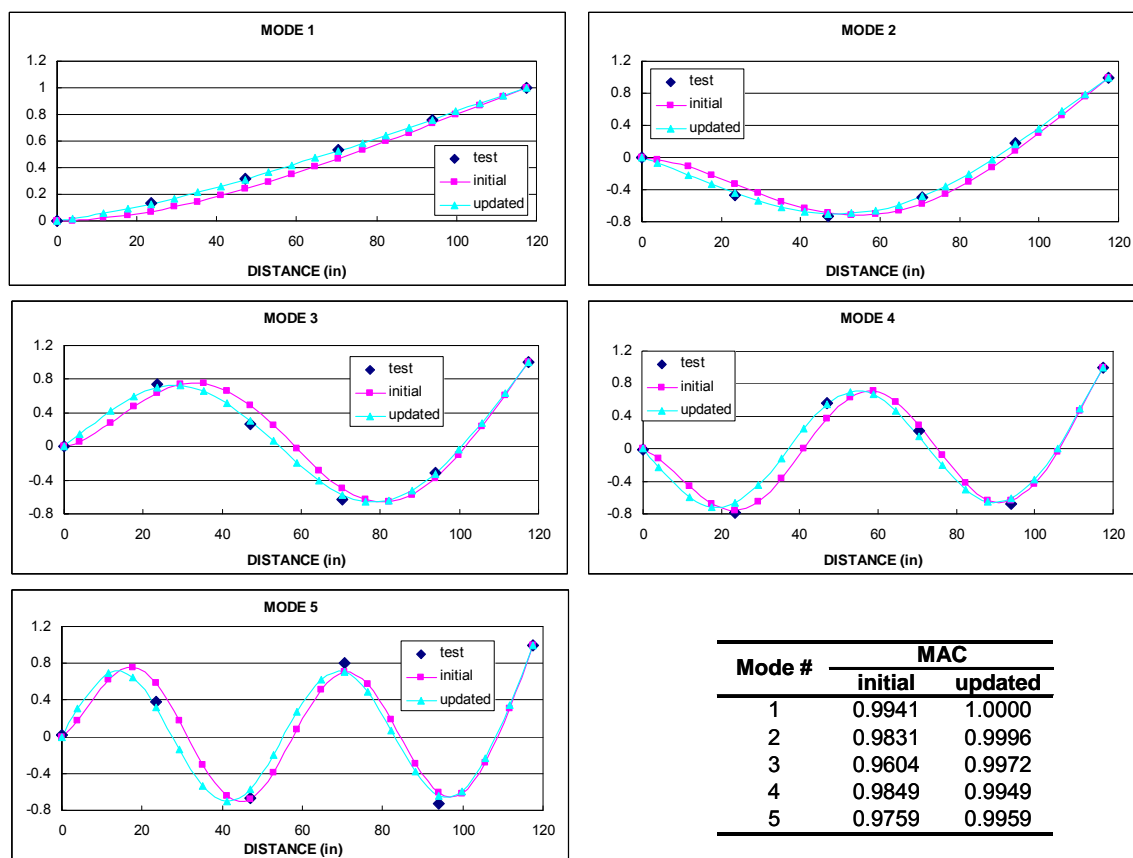 MODE 1
1.2
1
0.8
0.6
0.4
0.2
0
test
initial
updated
0 20 40 60 80 100 120
DISTANCE (in)
MODE 2
1.2
0.8
0.4
0
-0.4
-0.8
test
initial
updated
0 20 40 60 80 100 120
DISTANCE (in)
MODE 3
1.2
0.8
0.4
0
-0.4
-0.8
test
initial
updated
0 20 40 60 80 100 120
DISTANCE (in)
MODE 4
1.2
0.8
0.4
0
-0.4
-0.8
test
initial
updated
0 20 40 60 80 100 120
DISTANCE (in)
MODE 5
1.2
0.8
0.4
0
-0.4
-0.8
test
initial
updated
0 20 40 60 80 100 120
DISTANCE (in)
Mode # MAC
initial updated
1 0.9941 1.0000
2 0.9831 0.9996
3 0.9604 0.9972
4 0.9849 0.9949
5 0.9759 0.9959